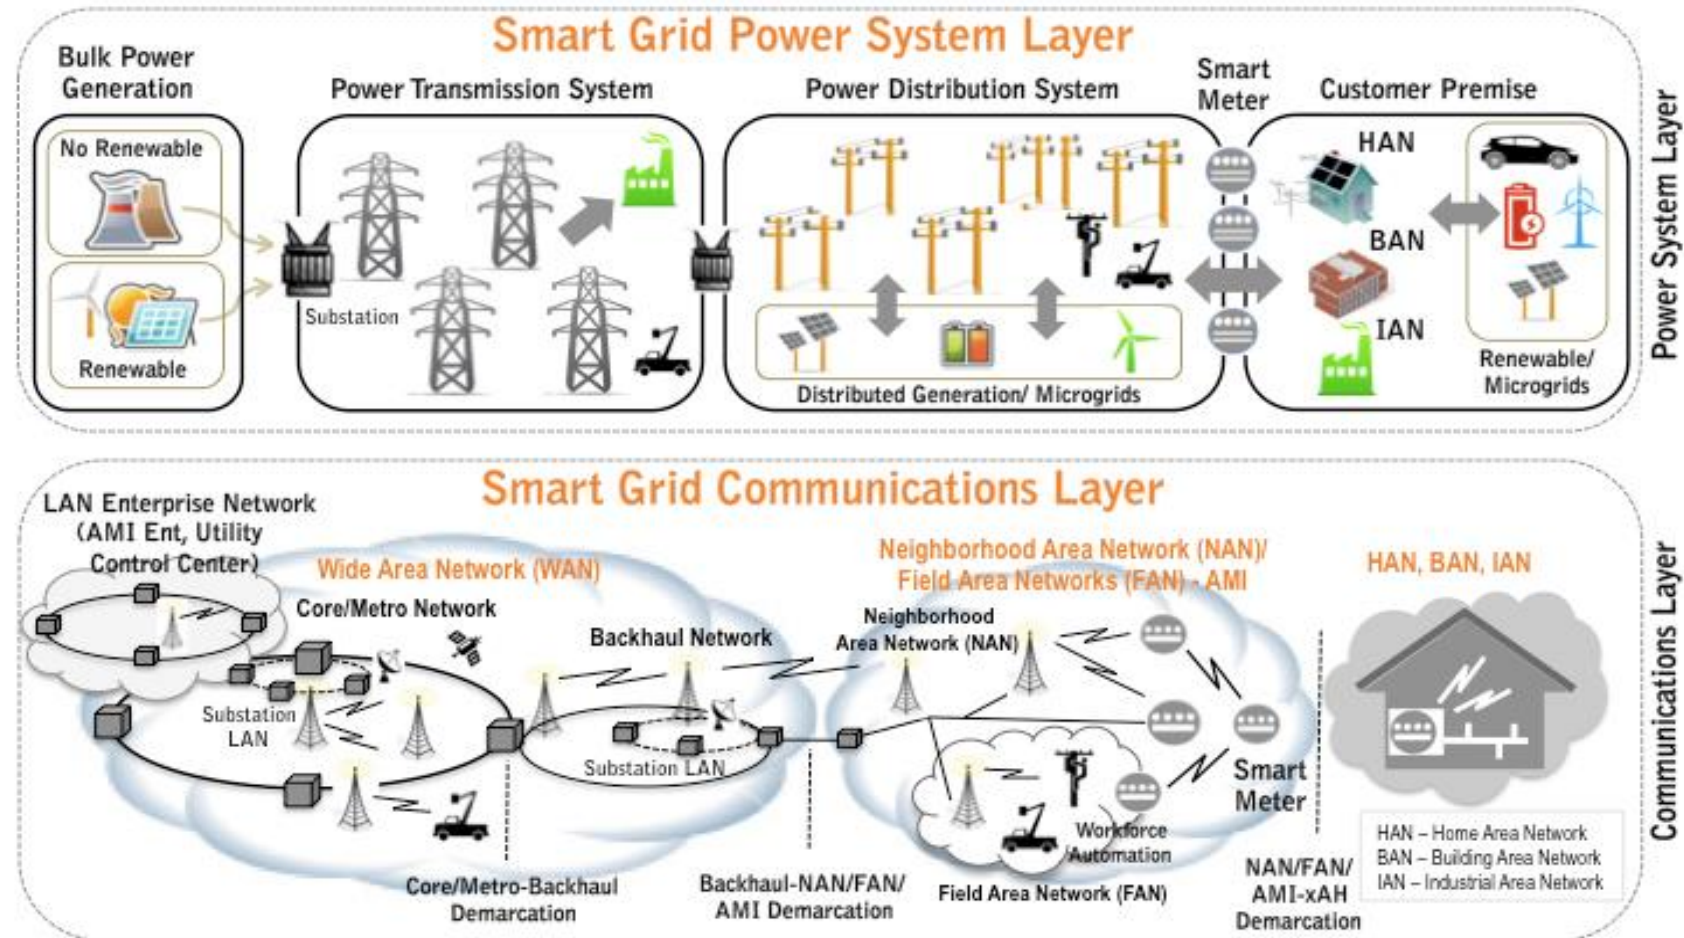 Smart Grid Power System Layer
Bulk Power
Generation
Power Transmission System
Power Distribution System
Smart
Meter
Customer Premise
No Renewable
Renewable
Substation
Distributed Generation/ Microgrids
HAN
BAN
IAN
Renewable/
Microgrids
Power System Layer
Smart Grid Communications Layer
LAN Enterprise Network
(AMI Ent, Utility
Control Center)
Wide Area Network (WAN)
Core/Metro Network
Backhaul Network
Substation
LAN
Substation LAN
Neighborhood Area Network (NAN)/
Field Area Networks (FAN) - AMI
Neighborhood
Area Network (NAN)
HAN, BAN, IAN
Smart
Meter
Workforce
Automation
Field Area Network (FAN)
Core/Metro-Backhaul
Demarcation
Backhaul-NAN/FAN/
AMI Demarcation
NAN/FAN/
AMI-xAH
Demarcation
HAN – Home Area Network
BAN – Building Area Network
IAN – Industrial Area Network
Communications Layer